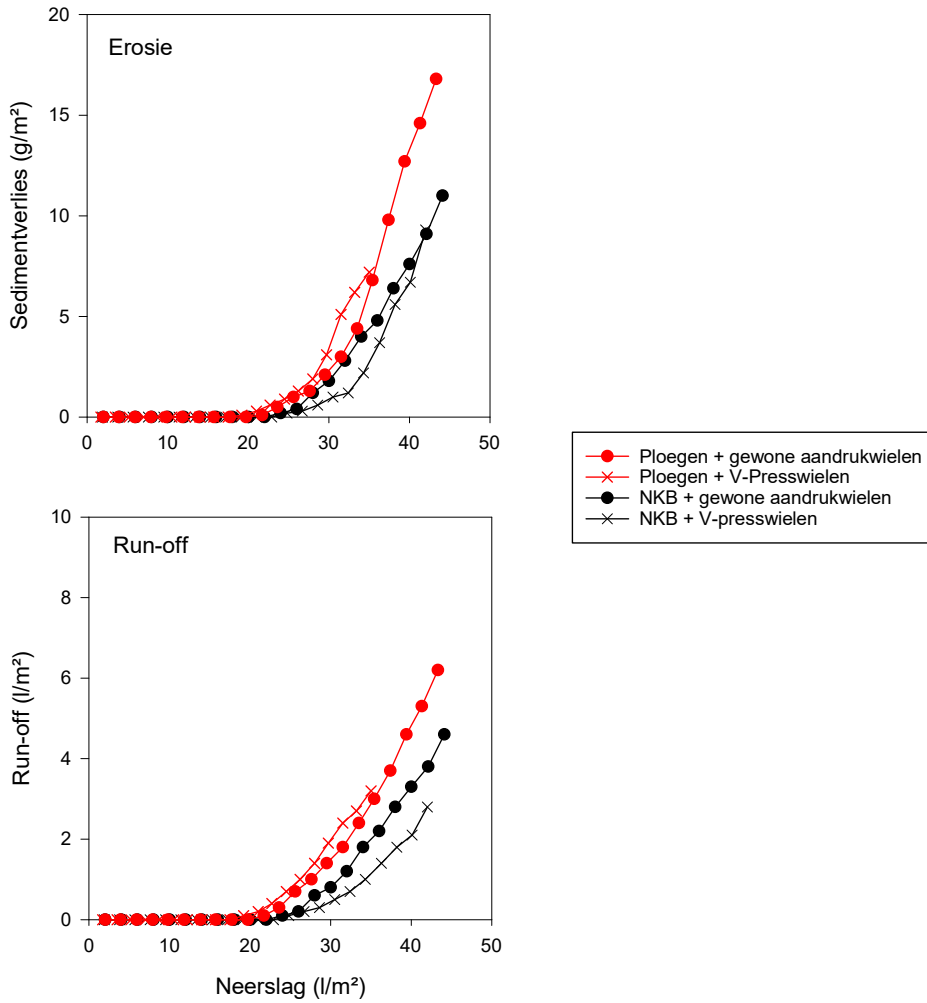 20
Erosie
15
10
5
0
Sedimentverlies (g/m²)
0 10 20 30 40 50
Ploegen + gewone aandrukwielen
Ploegen + V-Presswielen
NKB + gewone aandrukwielen
NKB + V-presswielen
10
Run-off
8
6
4
2
0
Run-off (l/m²)
0 10 20 30 40 50
Neerslag (l/m²)